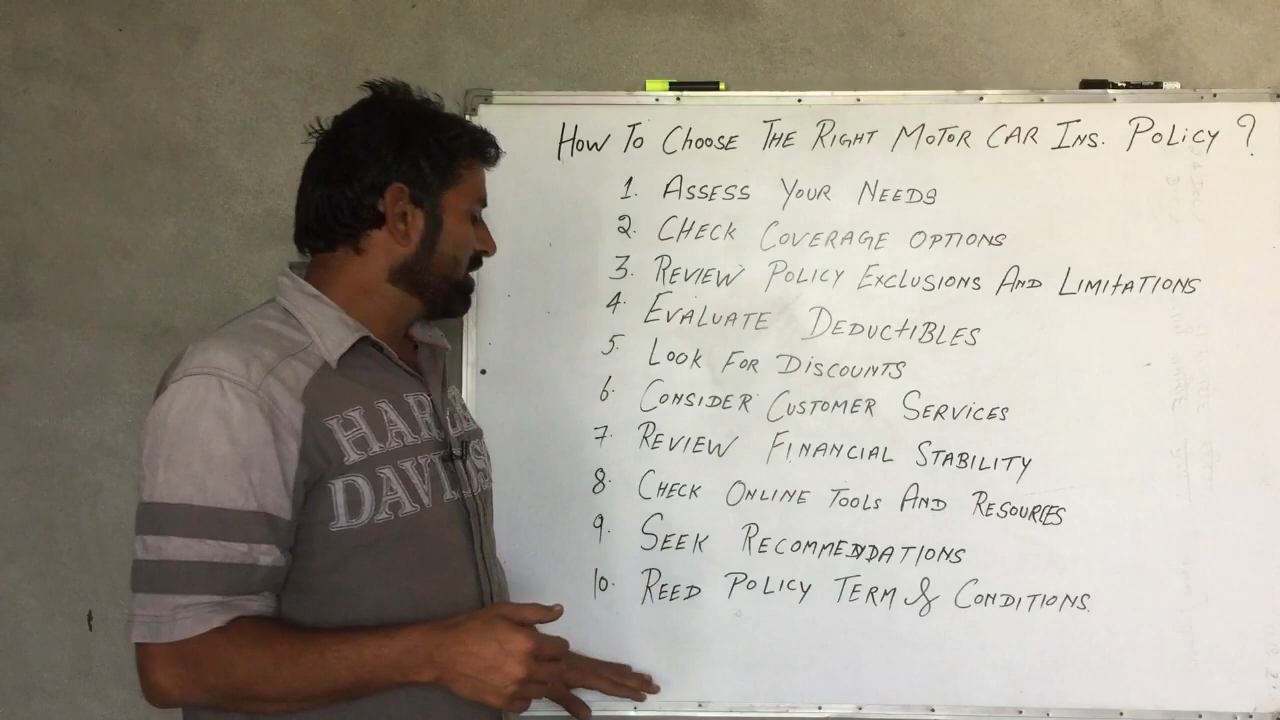 How To Choose The Right Motor Car Ins. Policy ?
1. Assess Your Needs
2. Check Coverage Options
3. Review Policy Exclusions And Limitations
4. Evaluate Deductibles
5. Look For Discounts
6. Consider Customer Services
7. Review Financial Stability
8. Check Online Tools And Resources
9. Seek Recommendations
10. Reed Policy Term & Conditions.
HARLEY
DAVIDSON